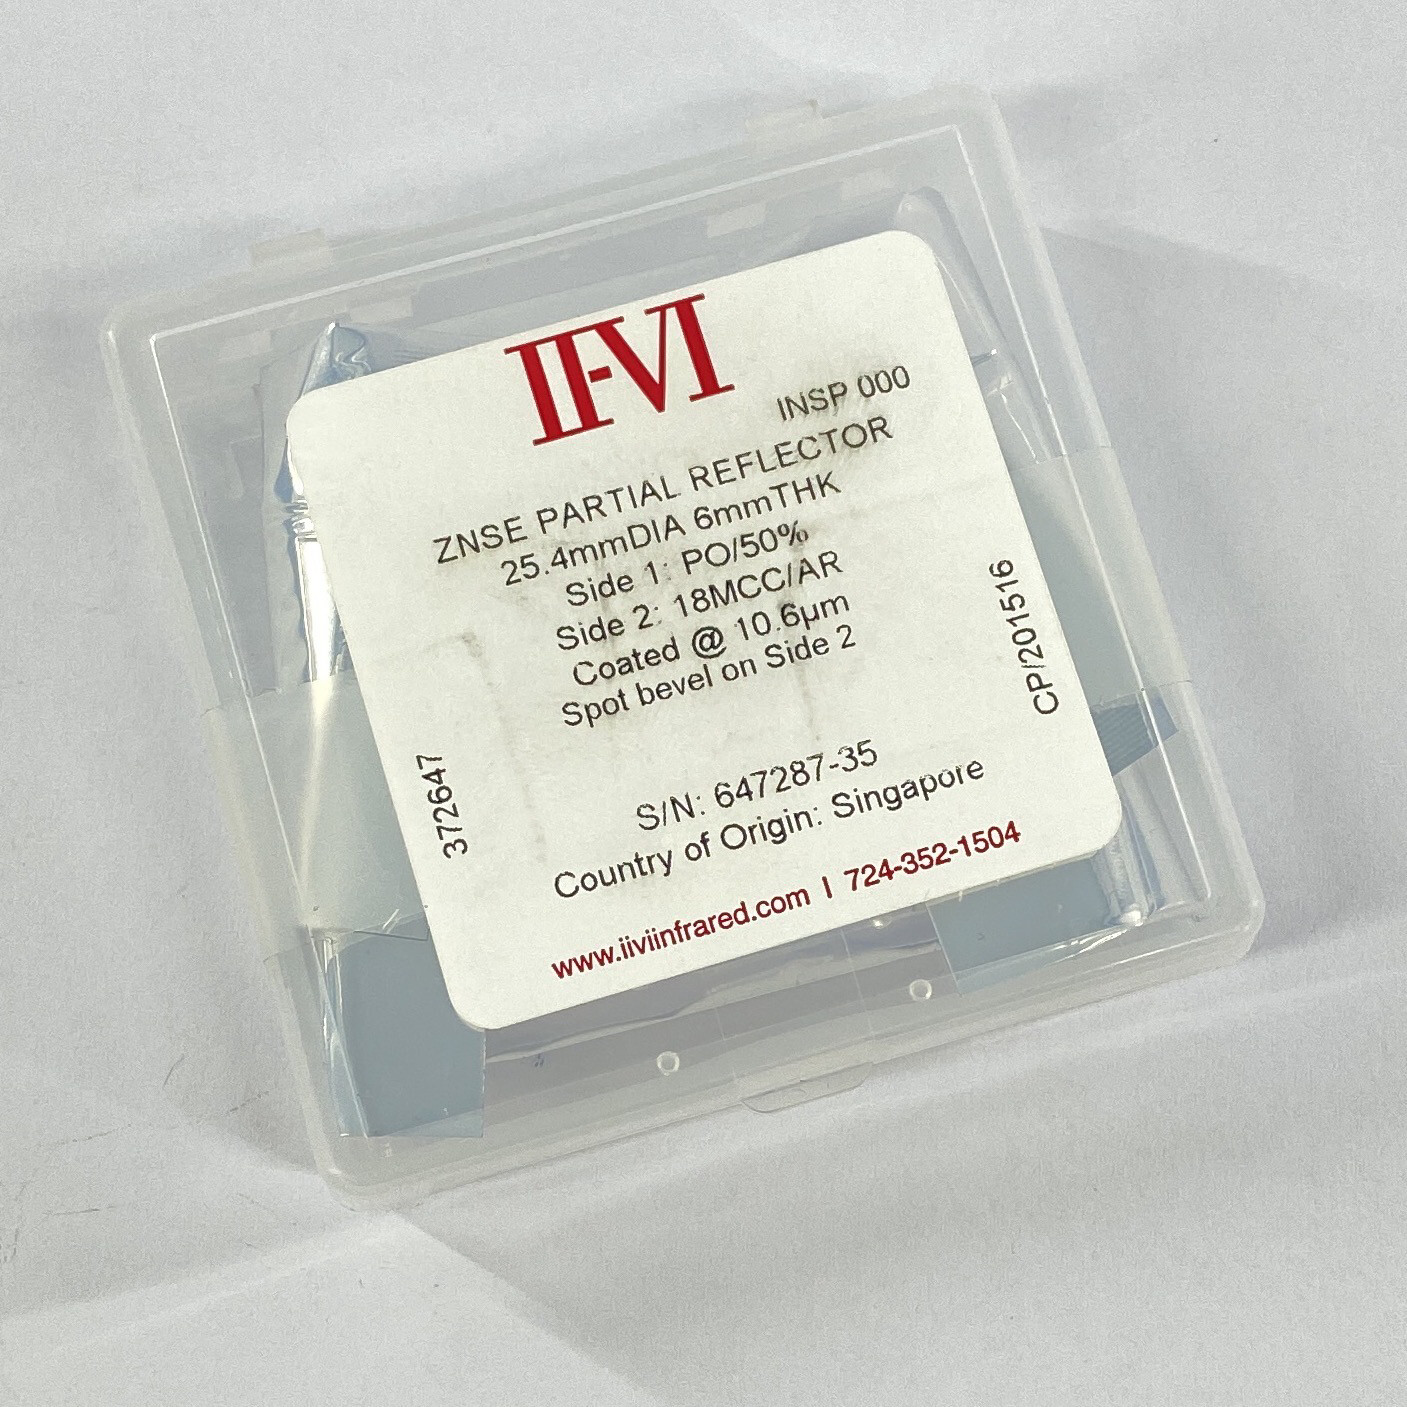 II-VI
INSP 000
ZNSE PARTIAL REFLECTOR
25.4mmDIA 6mmTHK
Side 1: PO/50%
Side 2: 18MCC/AR
Coated @ 10.6µm
Spot bevel on Side 2
372647
CP/201516
S/N: 647287-35
Country of Origin: Singapore
www.iiviinfrared.com | 724-352-1504